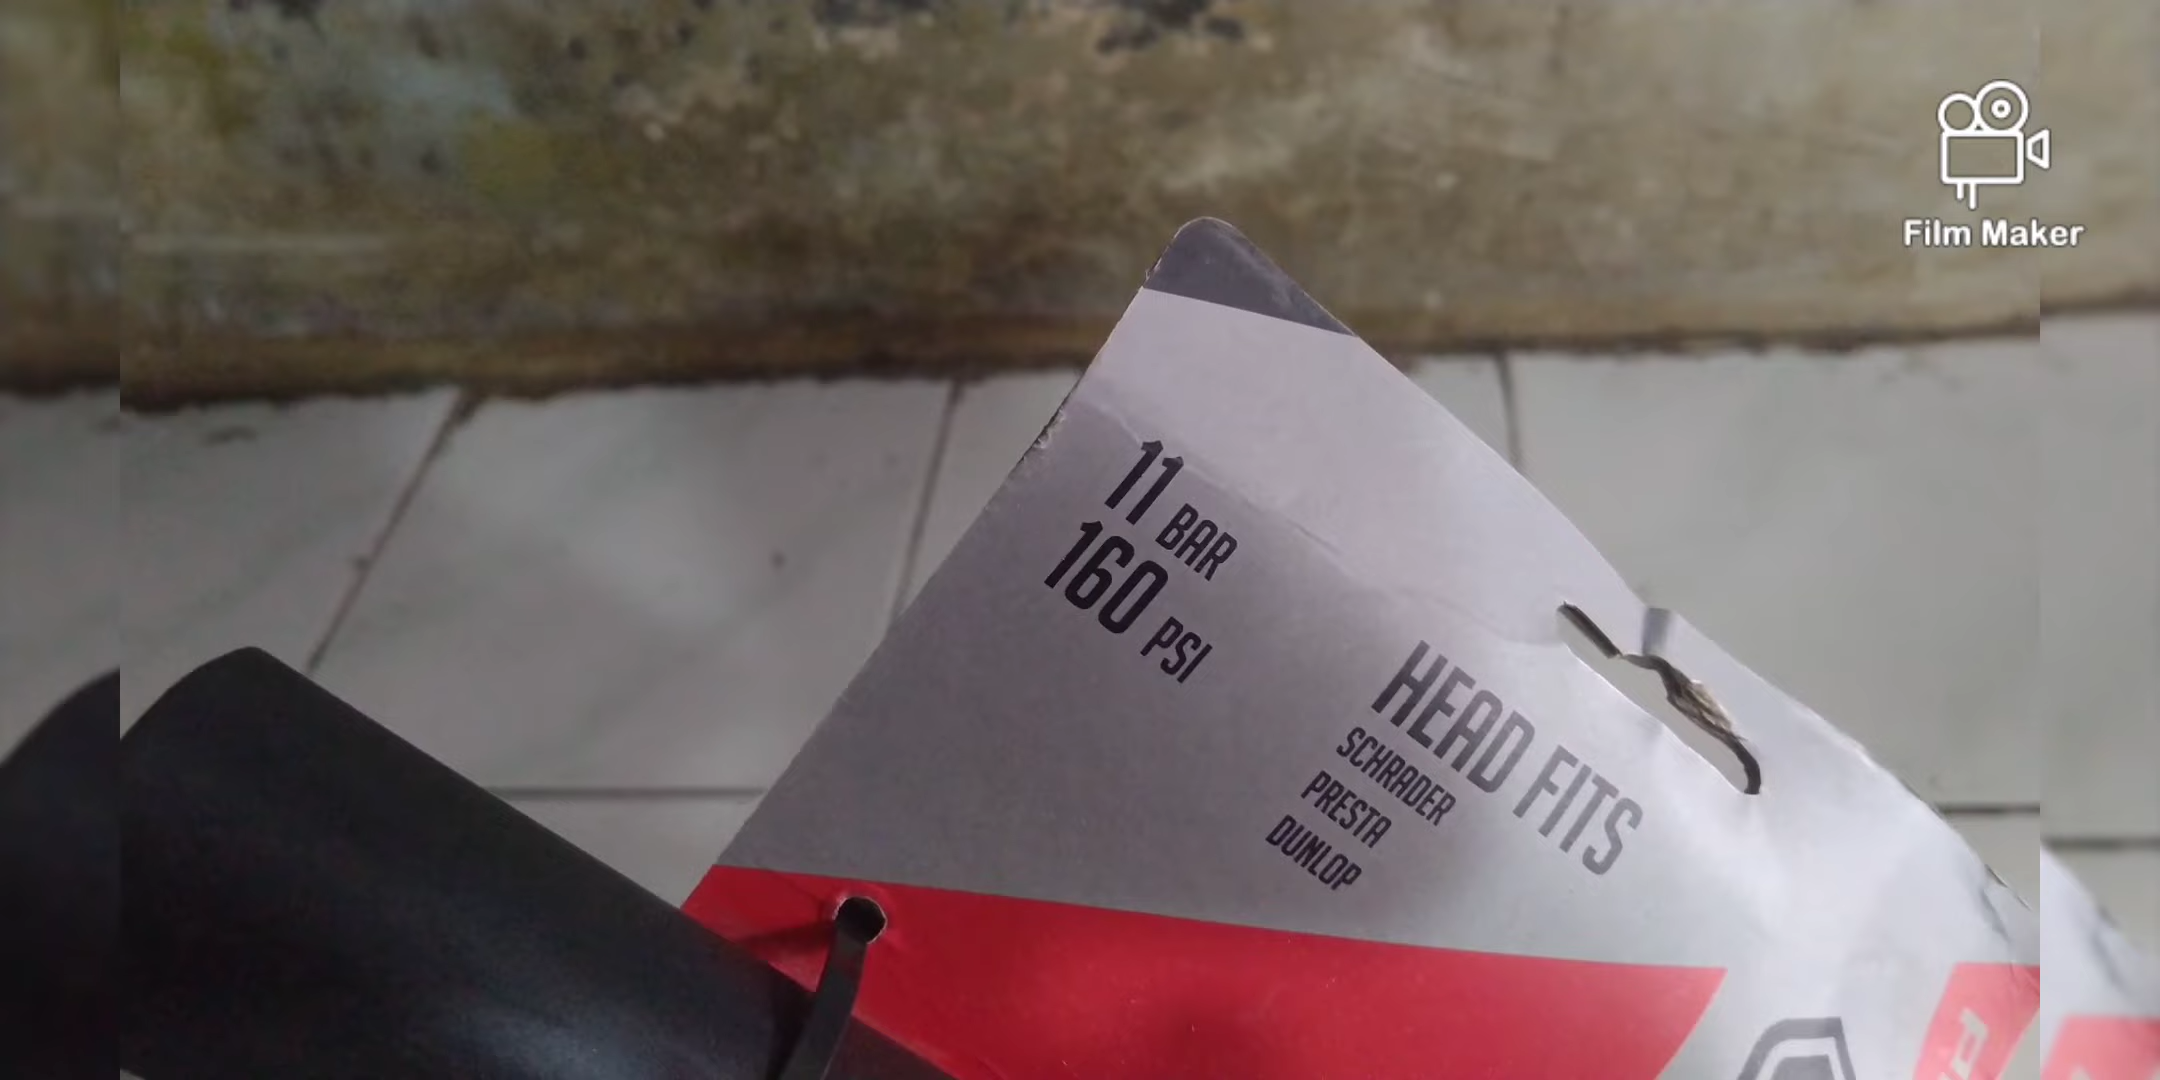 Film Maker
11 BAR
160 PSI
HEAD FITS
SCHRADER
PRESTA
DUNLOP